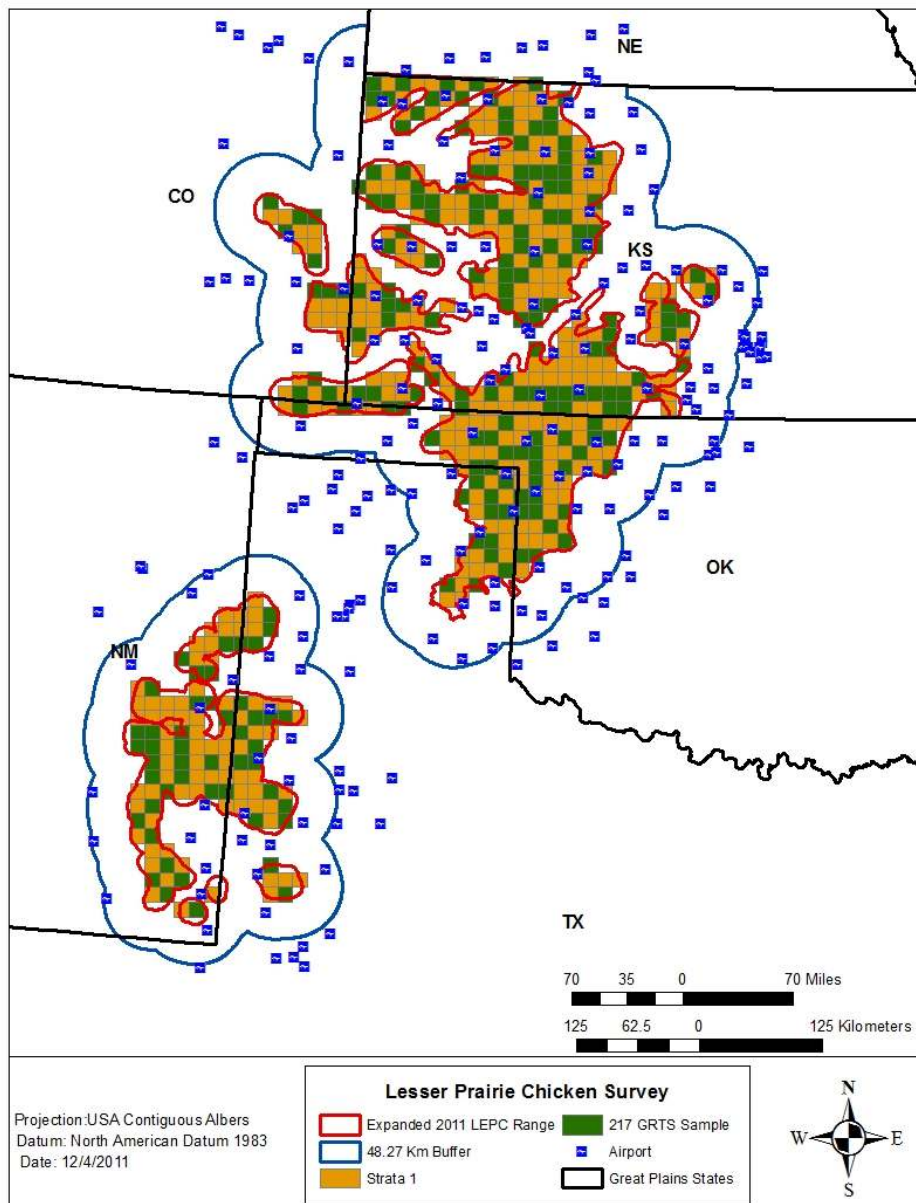 NE
CO
KS
OK
NM
TX
70 35 0 70 Miles
125 62.5 0 125 Kilometers
Projection:USA Contiguous Albers
Datum: North American Datum 1983
Date: 12/4/2011
Lesser Prairie Chicken Survey
Expanded 2011 LEPC Range
217 GRTS Sample
48.27 Km Buffer
Airport
Strata 1
Great Plains States
N
W E
S